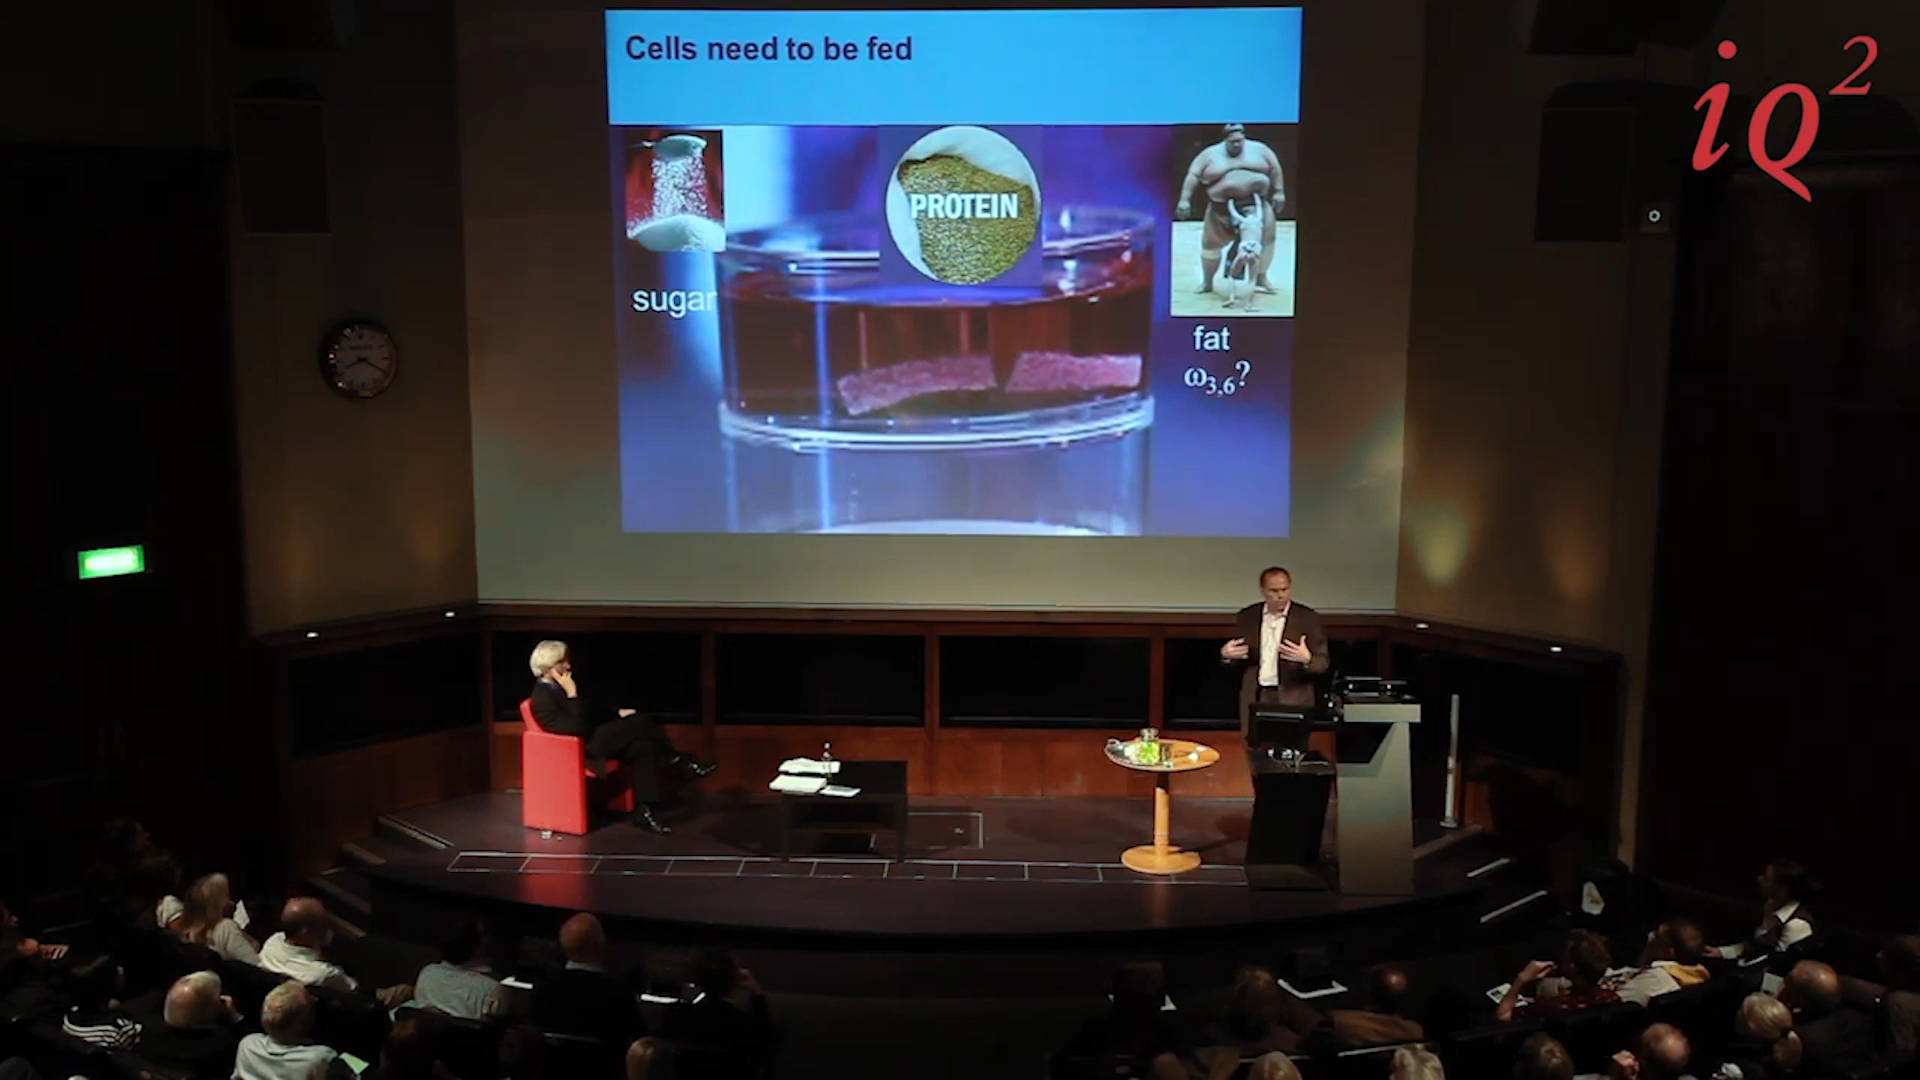 Cells need to be fed
iQ2
PROTEIN
sugar
fat
ω3,6?